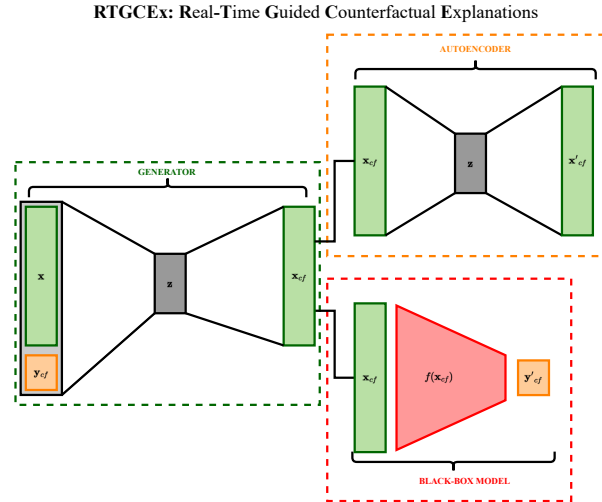 RTGCEx: Real-Time Guided Counterfactual Explanations
AUTOENCODER
x_cf
z
x'_cf
GENERATOR
x
y_cf
z
x_cf
x_cf
f(x_cf)
y'_cf
BLACK-BOX MODEL